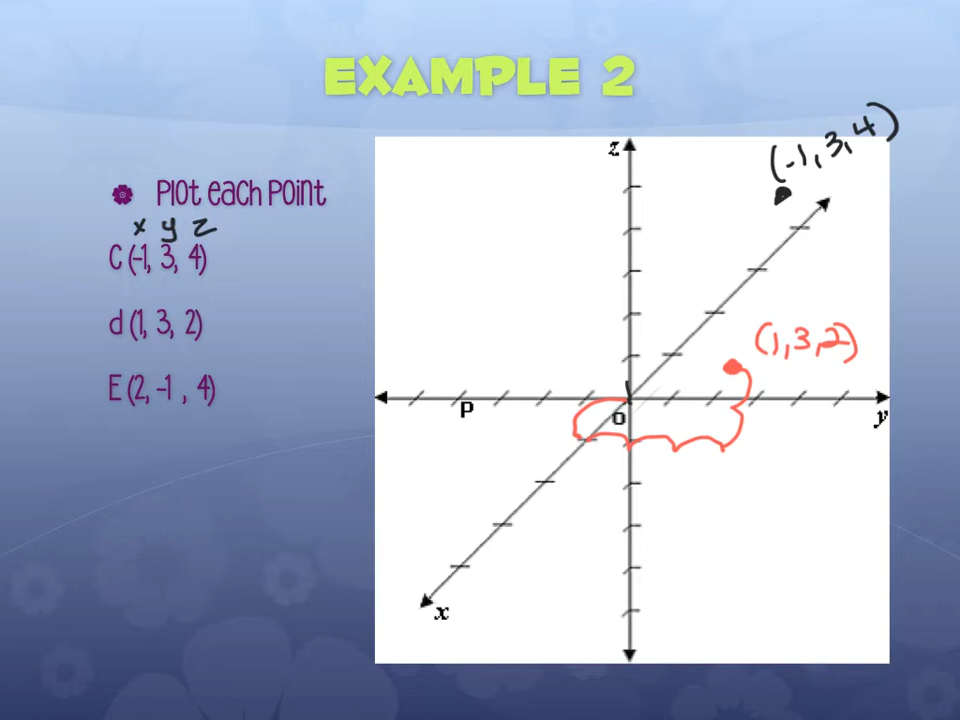 EXAMPLE 2
Plot each point
x y z
C (-1, 3, 4)
d (1, 3, 2)
E (2, -1 , 4)
(-1, 3, 4)
z
(1, 3, 2)
p
o
y
x